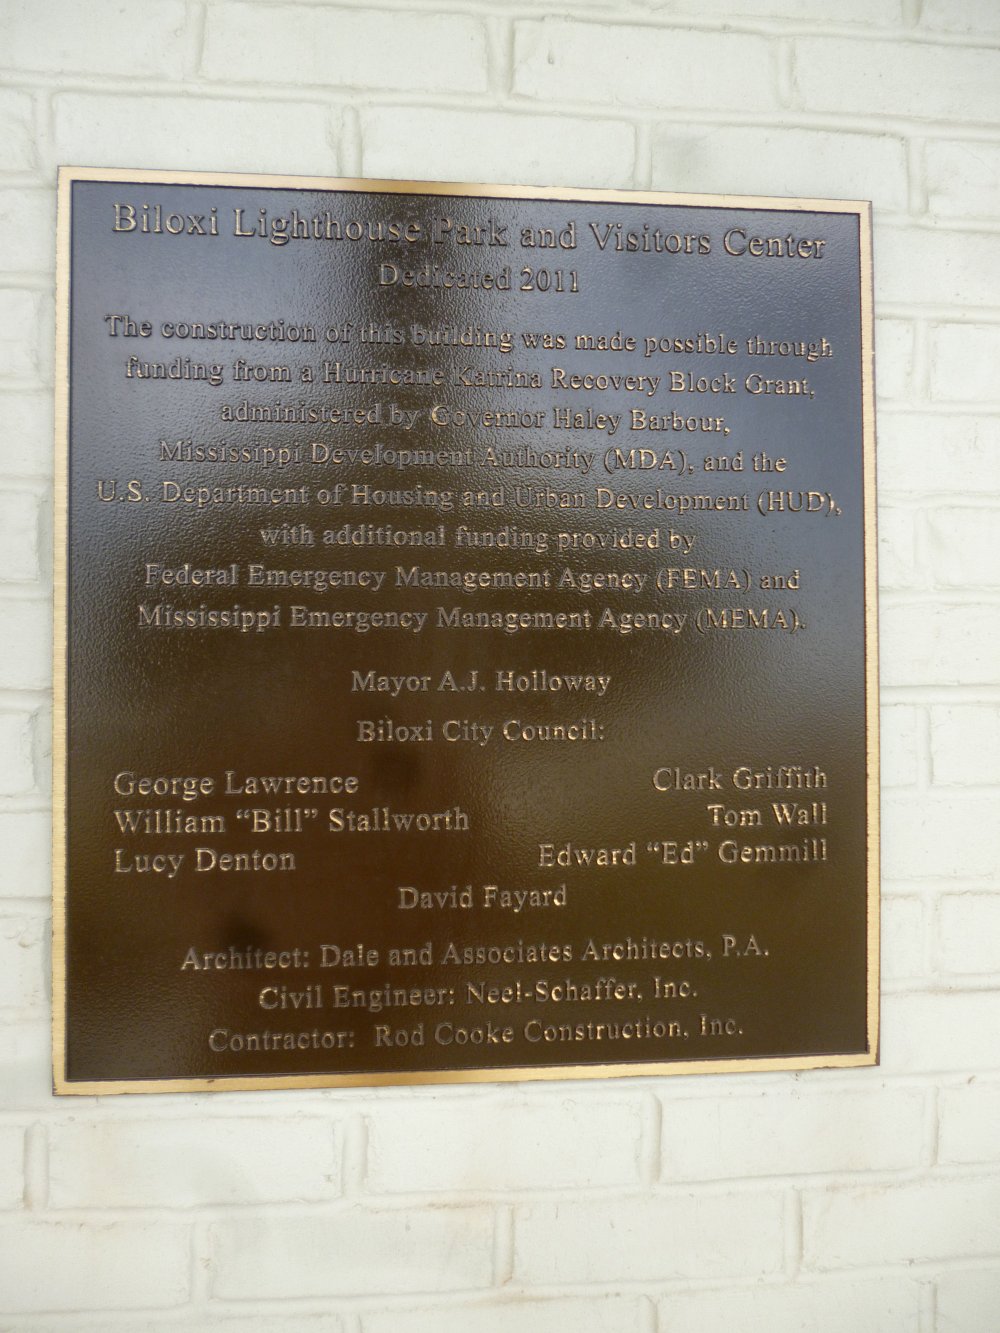 Biloxi Lighthouse Park and Visitors Center
Dedicated 2011
The construction of this building was made possible through
funding from a Hurricane Katrina Recovery Block Grant,
administered by Governor Haley Barbour,
Mississippi Development Authority (MDA), and the
U.S. Department of Housing and Urban Development (HUD),
with additional funding provided by
Federal Emergency Management Agency (FEMA) and
Mississippi Emergency Management Agency (MEMA).
Mayor A.J. Holloway
Biloxi City Council:
George Lawrence Clark Griffith
William “Bill” Stallworth Tom Wall
Lucy Denton Edward “Ed” Gemmill
David Fayard
Architect: Dale and Associates Architects, P.A.
Civil Engineer: Neel-Schaffer, Inc.
Contractor: Rod Cooke Construction, Inc.